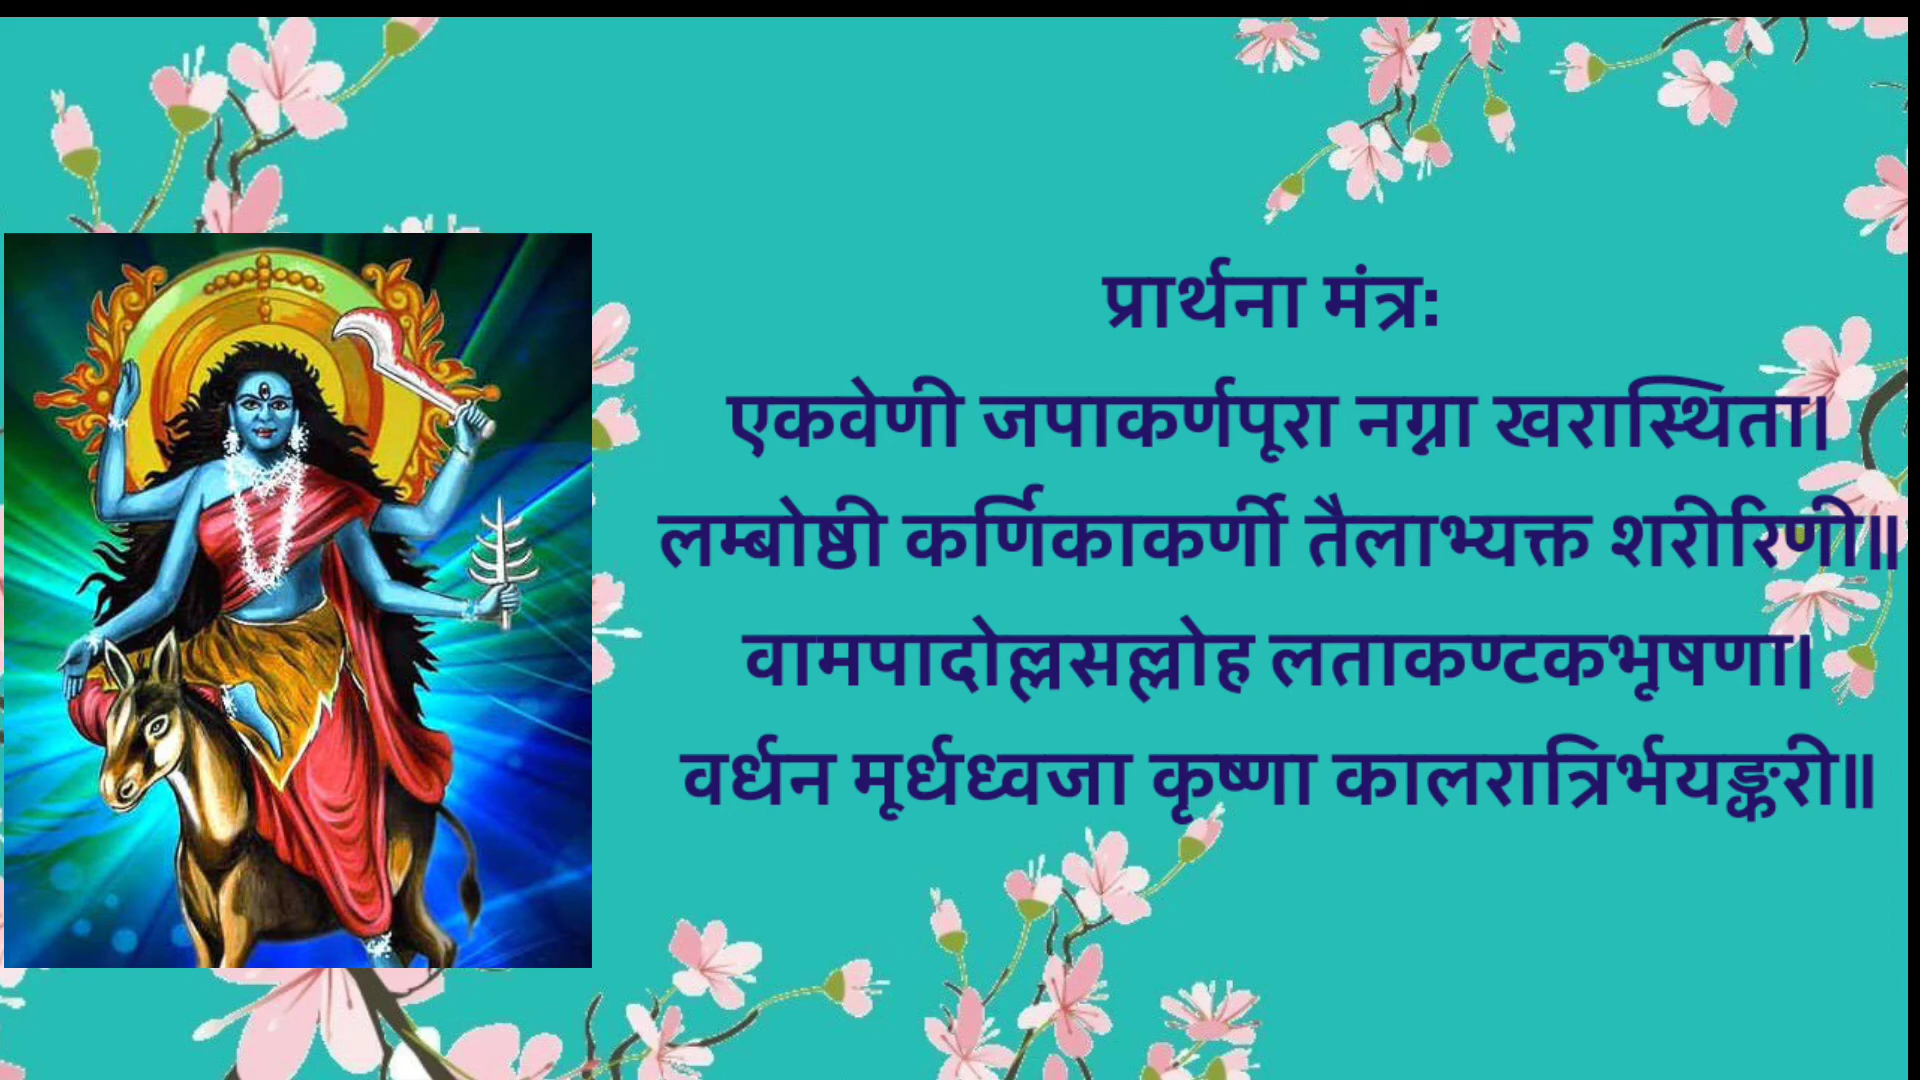 प्रार्थना मंत्र:
एकवेणी जपाकर्णपूरा नग्ना खरास्थिता।
लम्बोष्ठी कर्णिकाकर्णी तैलाभ्यक्त शरीरिणी॥
वामपादोल्लसल्लोह लताकण्टकभूषणा।
वर्धन मूर्धध्वजा कृष्णा कालरात्रिर्भयङ्करी॥